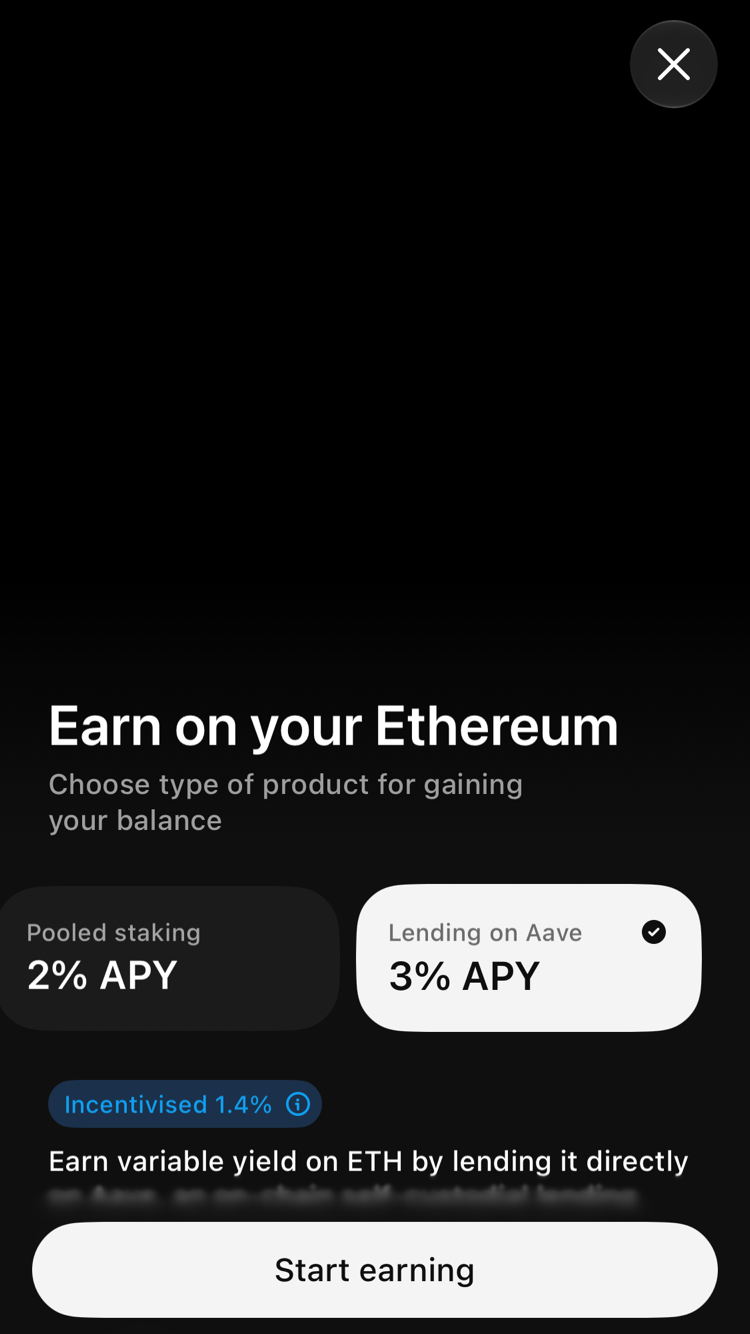 Earn on your Ethereum
Choose type of product for gaining
your balance
Pooled staking
2% APY
Lending on Aave
3% APY
Incentivised 1.4%
Earn variable yield on ETH by lending it directly
Start earning